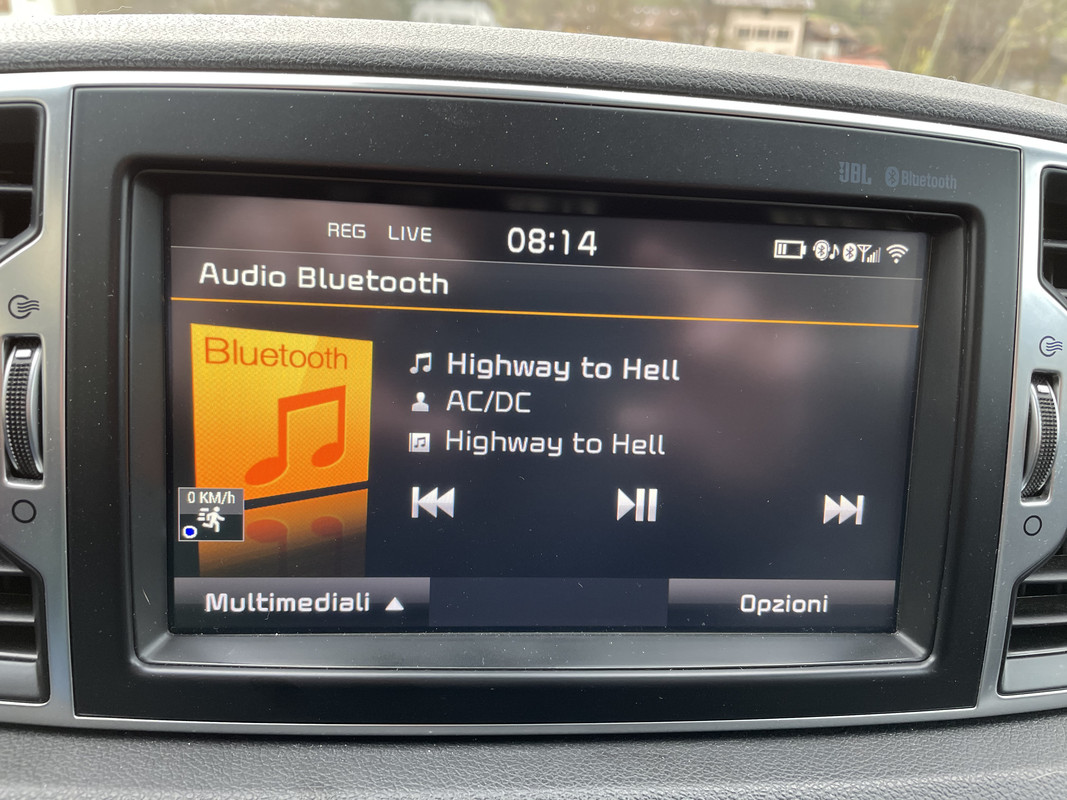 JBL Bluetooth
REG LIVE 08:14
Audio Bluetooth
Bluetooth
Highway to Hell
AC/DC
Highway to Hell
0 KM/h
Multimediali
Opzioni